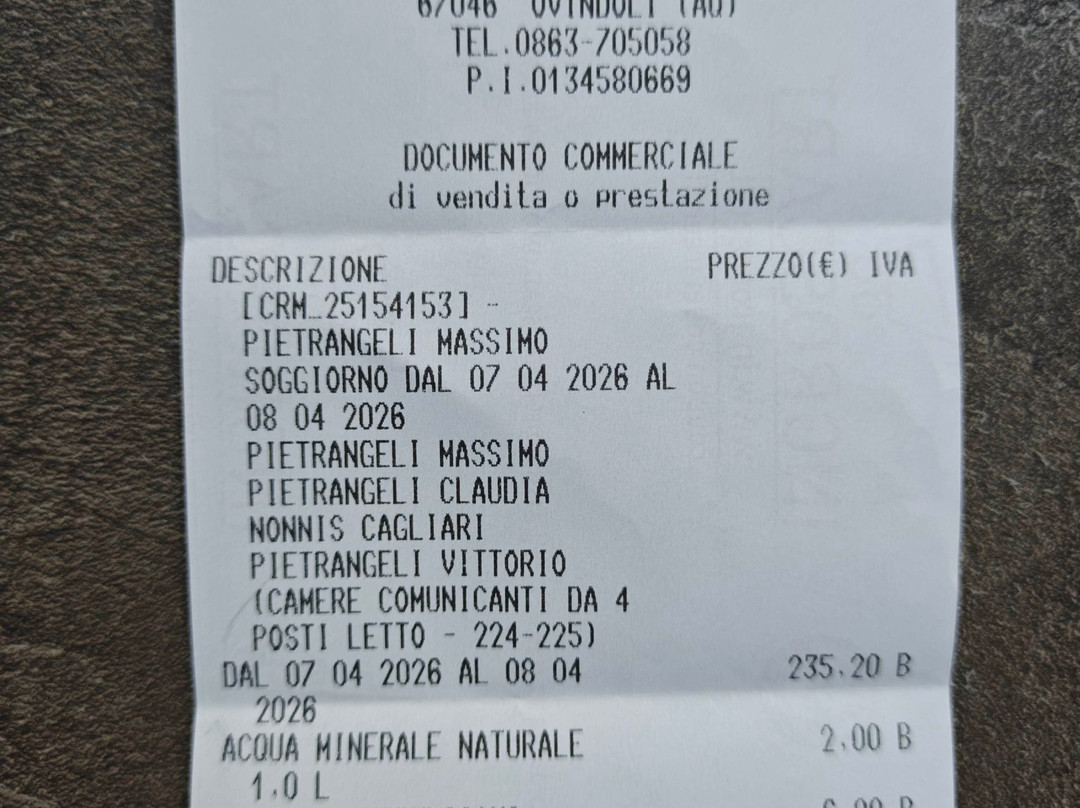 67046 OVINDOLI (AQ)
TEL.0863-705058
P.I.0134580669
DOCUMENTO COMMERCIALE
di vendita o prestazione
DESCRIZIONE PREZZO(€) IVA
[CRM_25154153] -
PIETRANGELI MASSIMO
SOGGIORNO DAL 07 04 2026 AL
08 04 2026
PIETRANGELI MASSIMO
PIETRANGELI CLAUDIA
NONNIS CAGLIARI
PIETRANGELI VITTORIO
(CAMERE COMUNICANTI DA 4
POSTI LETTO - 224-225)
DAL 07 04 2026 AL 08 04 235,20 B
2026
ACQUA MINERALE NATURALE 2,00 B
1.0 L